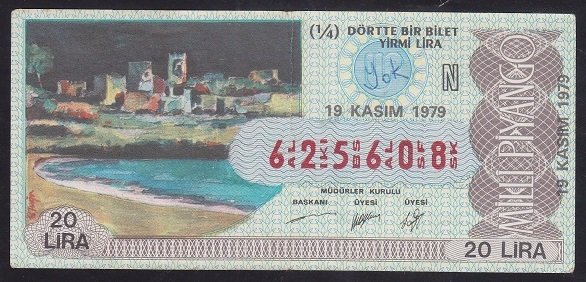 (¼) DÖRTTE BİR BİLET
YİRMİ LİRA
Yok
N
19 KASIM 1979
625608
MÜDÜRLER KURULU
BAŞKANI ÜYESİ ÜYESİ
20
LİRA
20 LİRA
MİLLİ PİYANGO
19 KASIM 1979